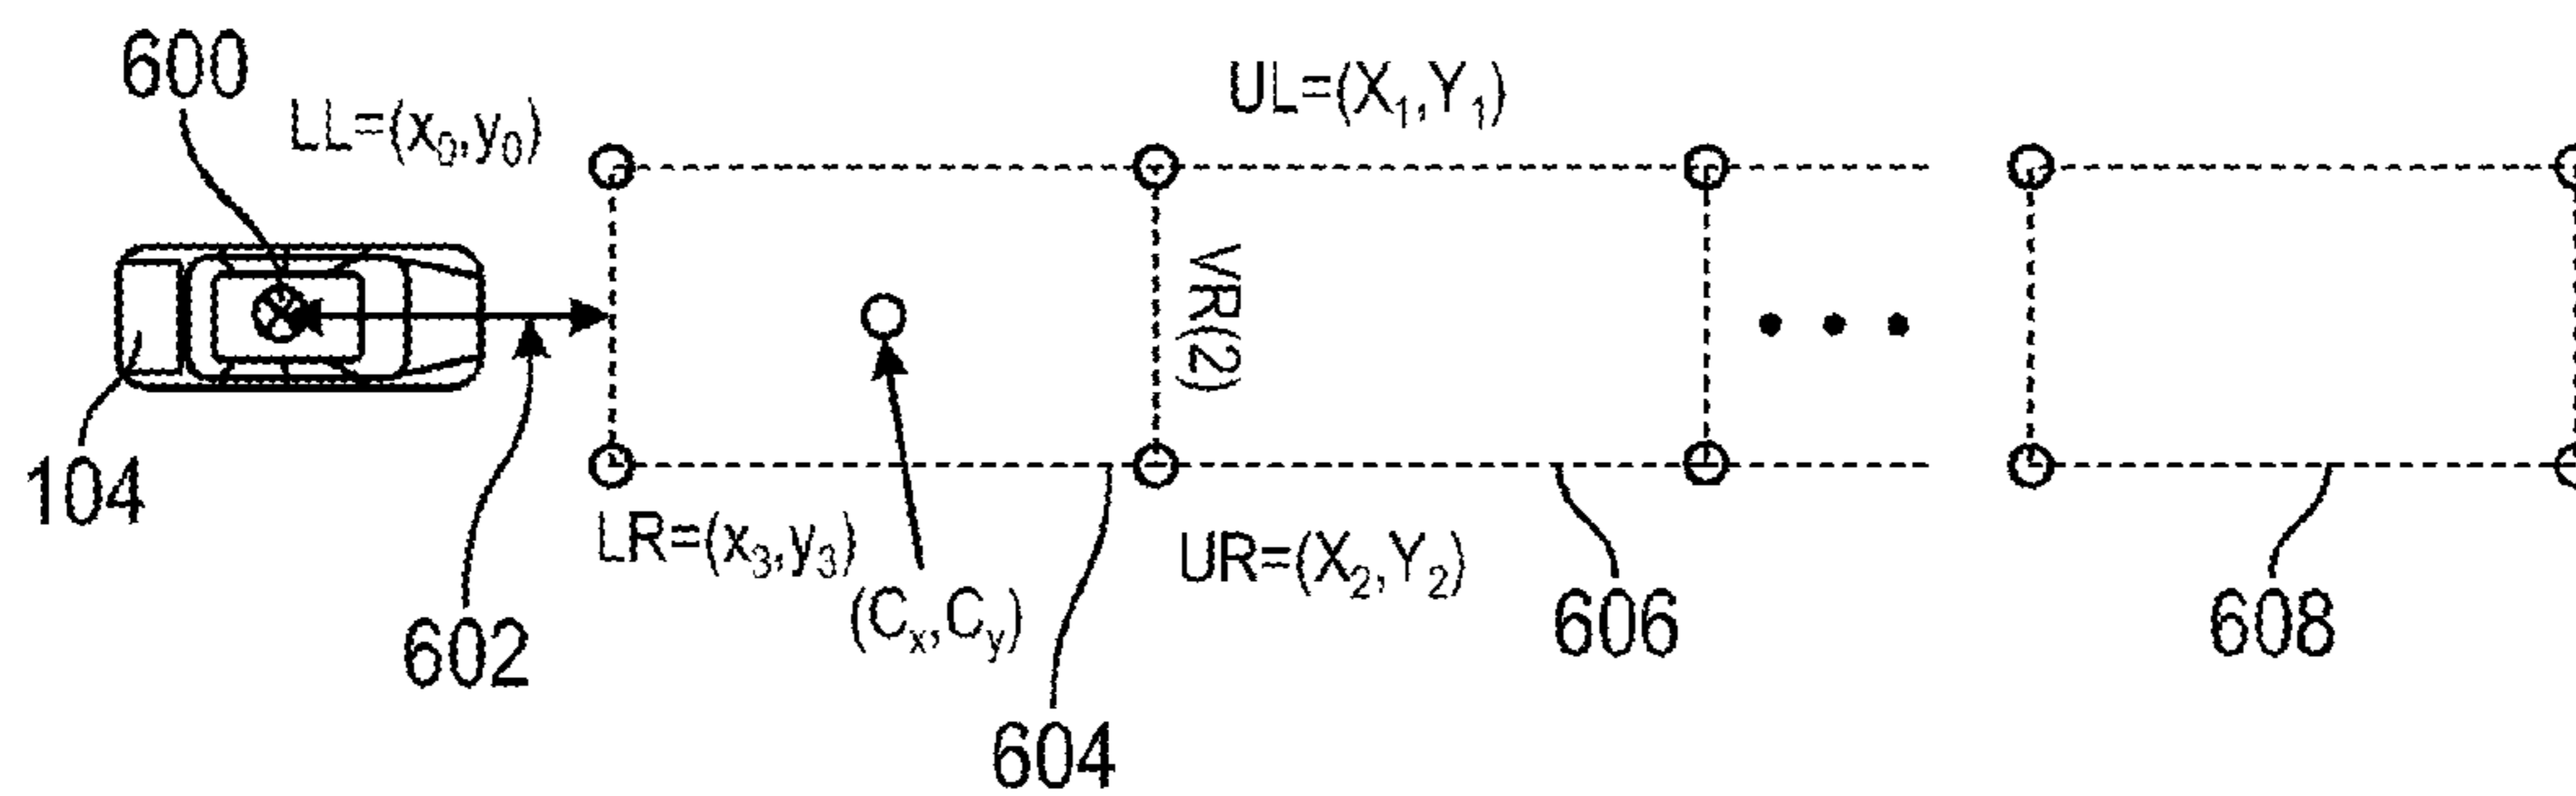 600
LL=(x₀,y₀)
UL=(X₁,Y₁)
VR(2)
104
602
LR=(x₃,y₃)
(Cₓ,Cᵧ)
604
UR=(X₂,Y₂)
606
608